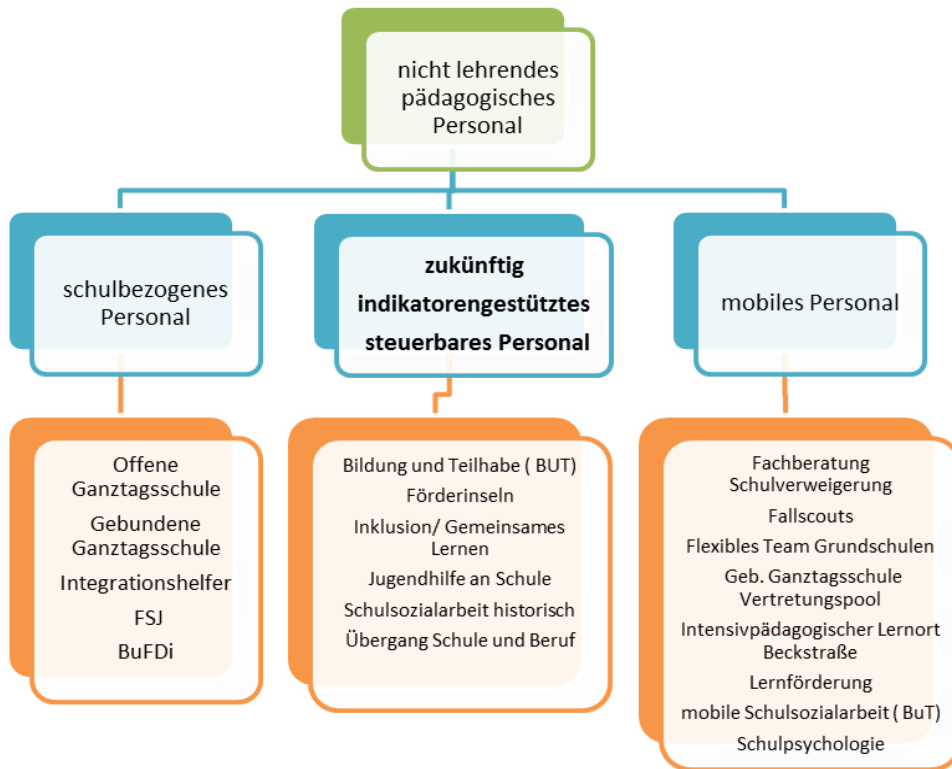 nicht lehrendes
pädagogisches
Personal
schulbezogenes
Personal
zukünftig
indikatorengestütztes
steuerbares Personal
mobiles Personal
Offene
Ganztagsschule
Gebundene
Ganztagsschule
Integrationshelfer
FSJ
BuFDi
Bildung und Teilhabe ( BUT)
Förderinseln
Inklusion/ Gemeinsames
Lernen
Jugendhilfe an Schule
Schulsozialarbeit historisch
Übergang Schule und Beruf
Fachberatung
Schulverweigerung
Fallscouts
Flexibles Team Grundschulen
Geb. Ganztagsschule
Vertretungspool
Intensivpädagogischer Lernort
Beckstraße
Lernförderung
mobile Schulsozialarbeit ( BuT)
Schulpsychologie